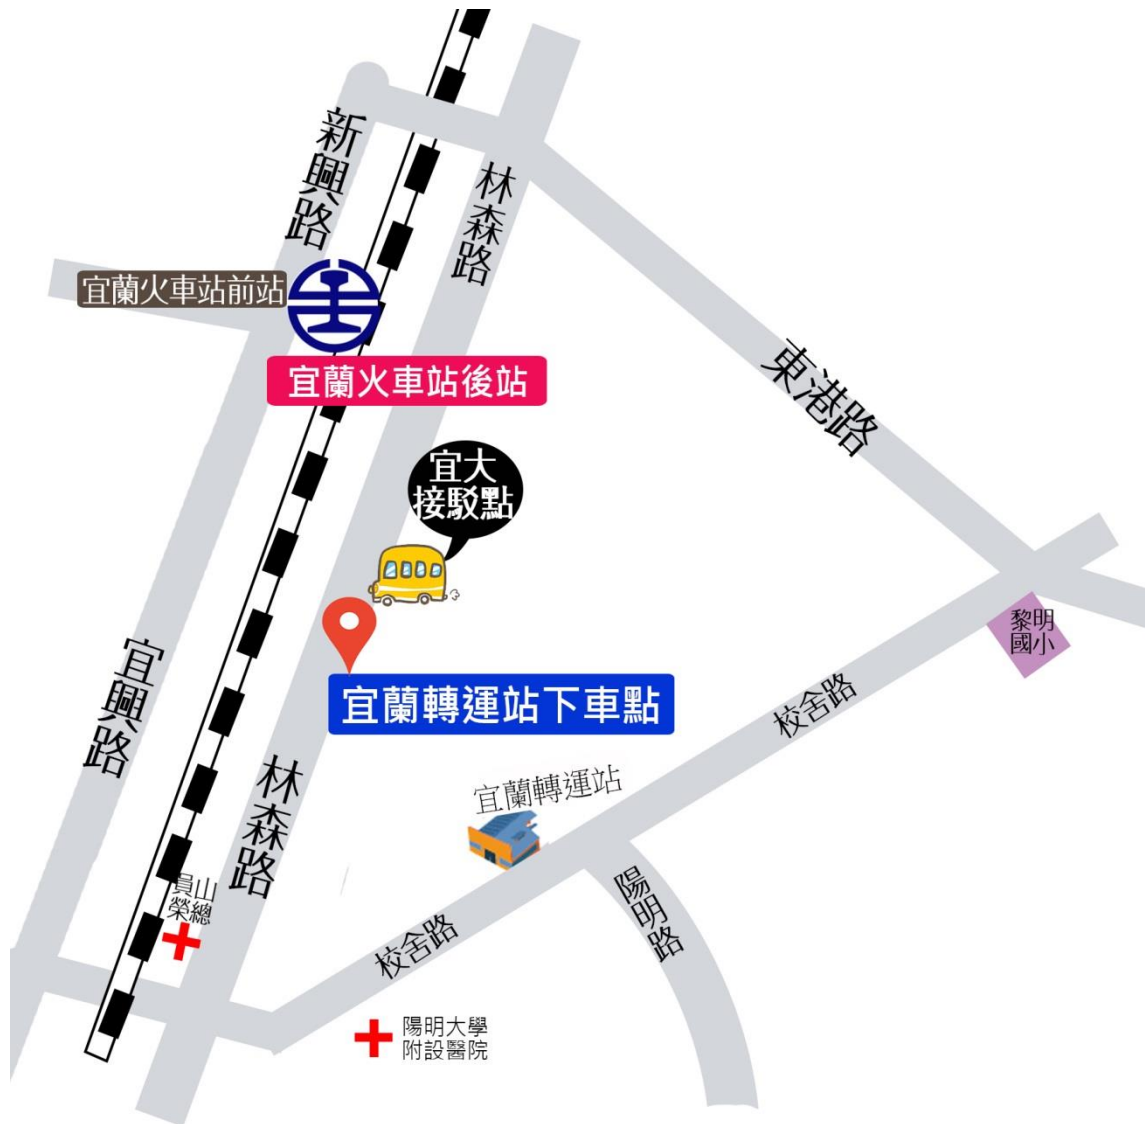 新興路
林森路
宜蘭火車站前站
宜蘭火車站後站
東港路
宜大
接駁點
黎明
國小
宜興路
宜蘭轉運站下車點
校舍路
林森路
宜蘭轉運站
員山
榮總
陽明路
校舍路
陽明大學
附設醫院